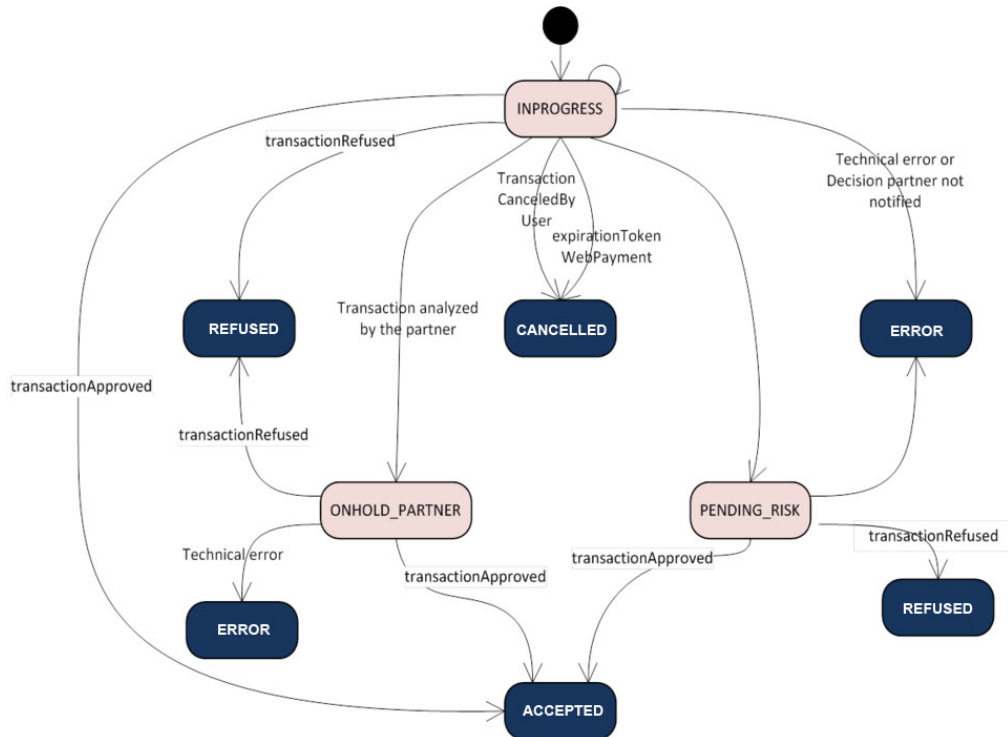 INPROGRESS
transactionRefused
Transaction
CanceledBy
User
expirationToken
WebPayment
Technical error or
Decision partner not
notified
REFUSED
Transaction analyzed
by the partner
CANCELLED
ERROR
transactionApproved
transactionRefused
ONHOLD_PARTNER
PENDING_RISK
Technical error
transactionApproved
transactionApproved
transactionRefused
ERROR
REFUSED
ACCEPTED